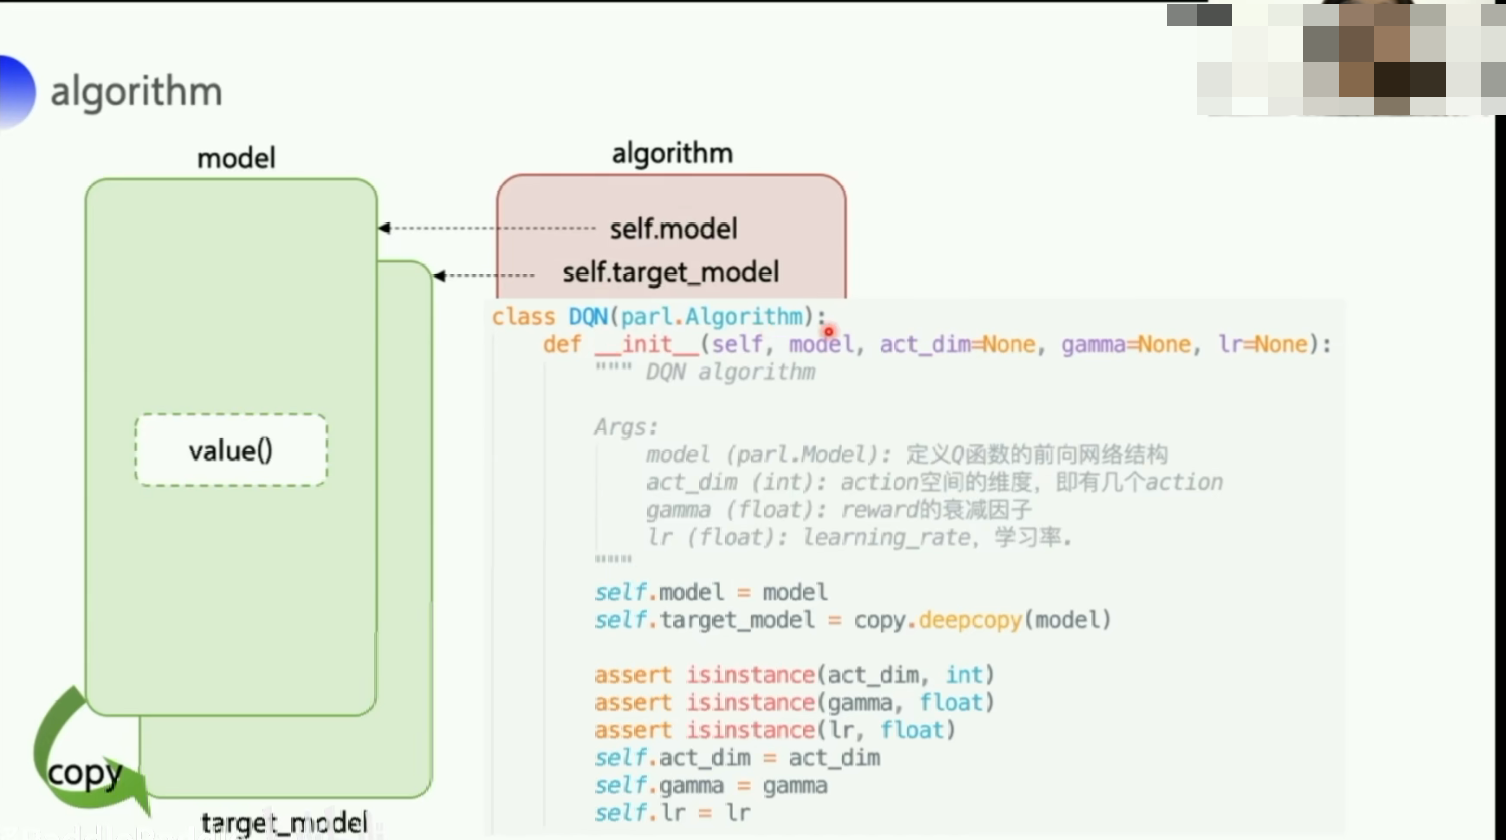 algorithm
model
algorithm
self.model
self.target_model
value()
copy
target_model
class DQN(parl.Algorithm):
def __init__(self, model, act_dim=None, gamma=None, lr=None):
""" DQN algorithm
Args:
model (parl.Model): 定义Q函数的前向网络结构
act_dim (int): action空间的维度，即有几个action
gamma (float): reward的衰减因子
lr (float): learning_rate，学习率.
"""
self.model = model
self.target_model = copy.deepcopy(model)
assert isinstance(act_dim, int)
assert isinstance(gamma, float)
assert isinstance(lr, float)
self.act_dim = act_dim
self.gamma = gamma
self.lr = lr